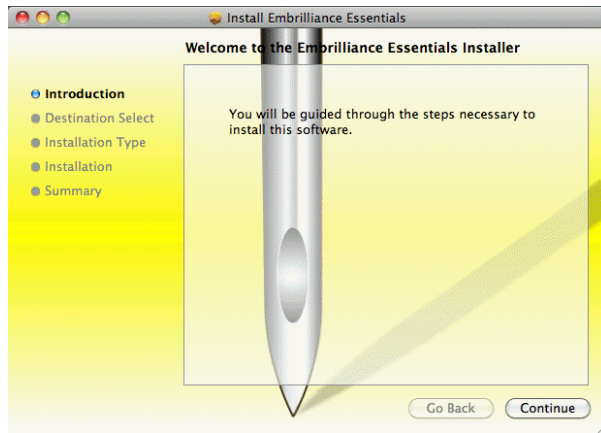 Install Embrilliance Essentials
Welcome to the Embrilliance Essentials Installer
Introduction
Destination Select
Installation Type
Installation
Summary
You will be guided through the steps necessary to
install this software.
Go Back
Continue